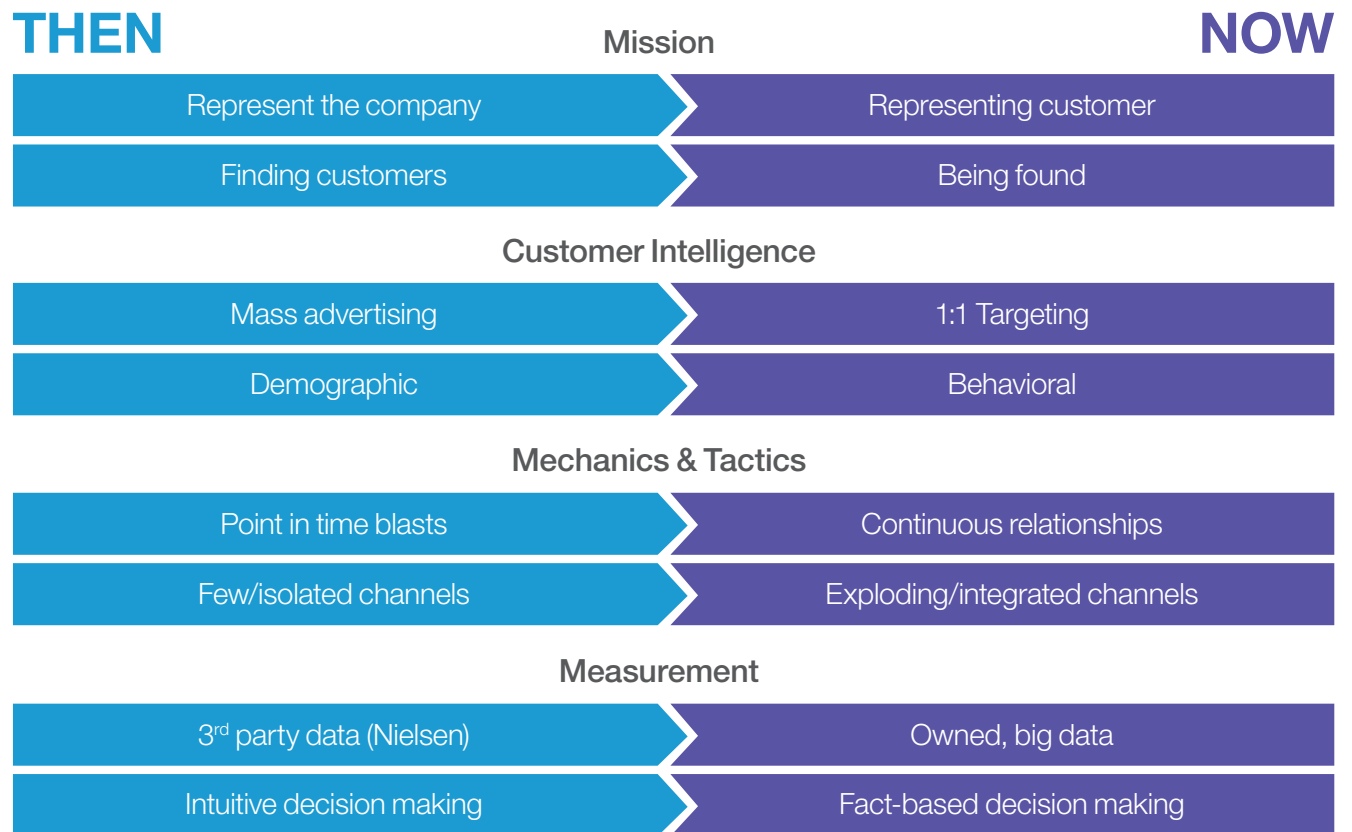 THEN
Mission
NOW
Represent the company
Representing customer
Finding customers
Being found
Customer Intelligence
Mass advertising
1:1 Targeting
Demographic
Behavioral
Mechanics & Tactics
Point in time blasts
Continuous relationships
Few/isolated channels
Exploding/integrated channels
Measurement
3rd party data (Nielsen)
Owned, big data
Intuitive decision making
Fact-based decision making